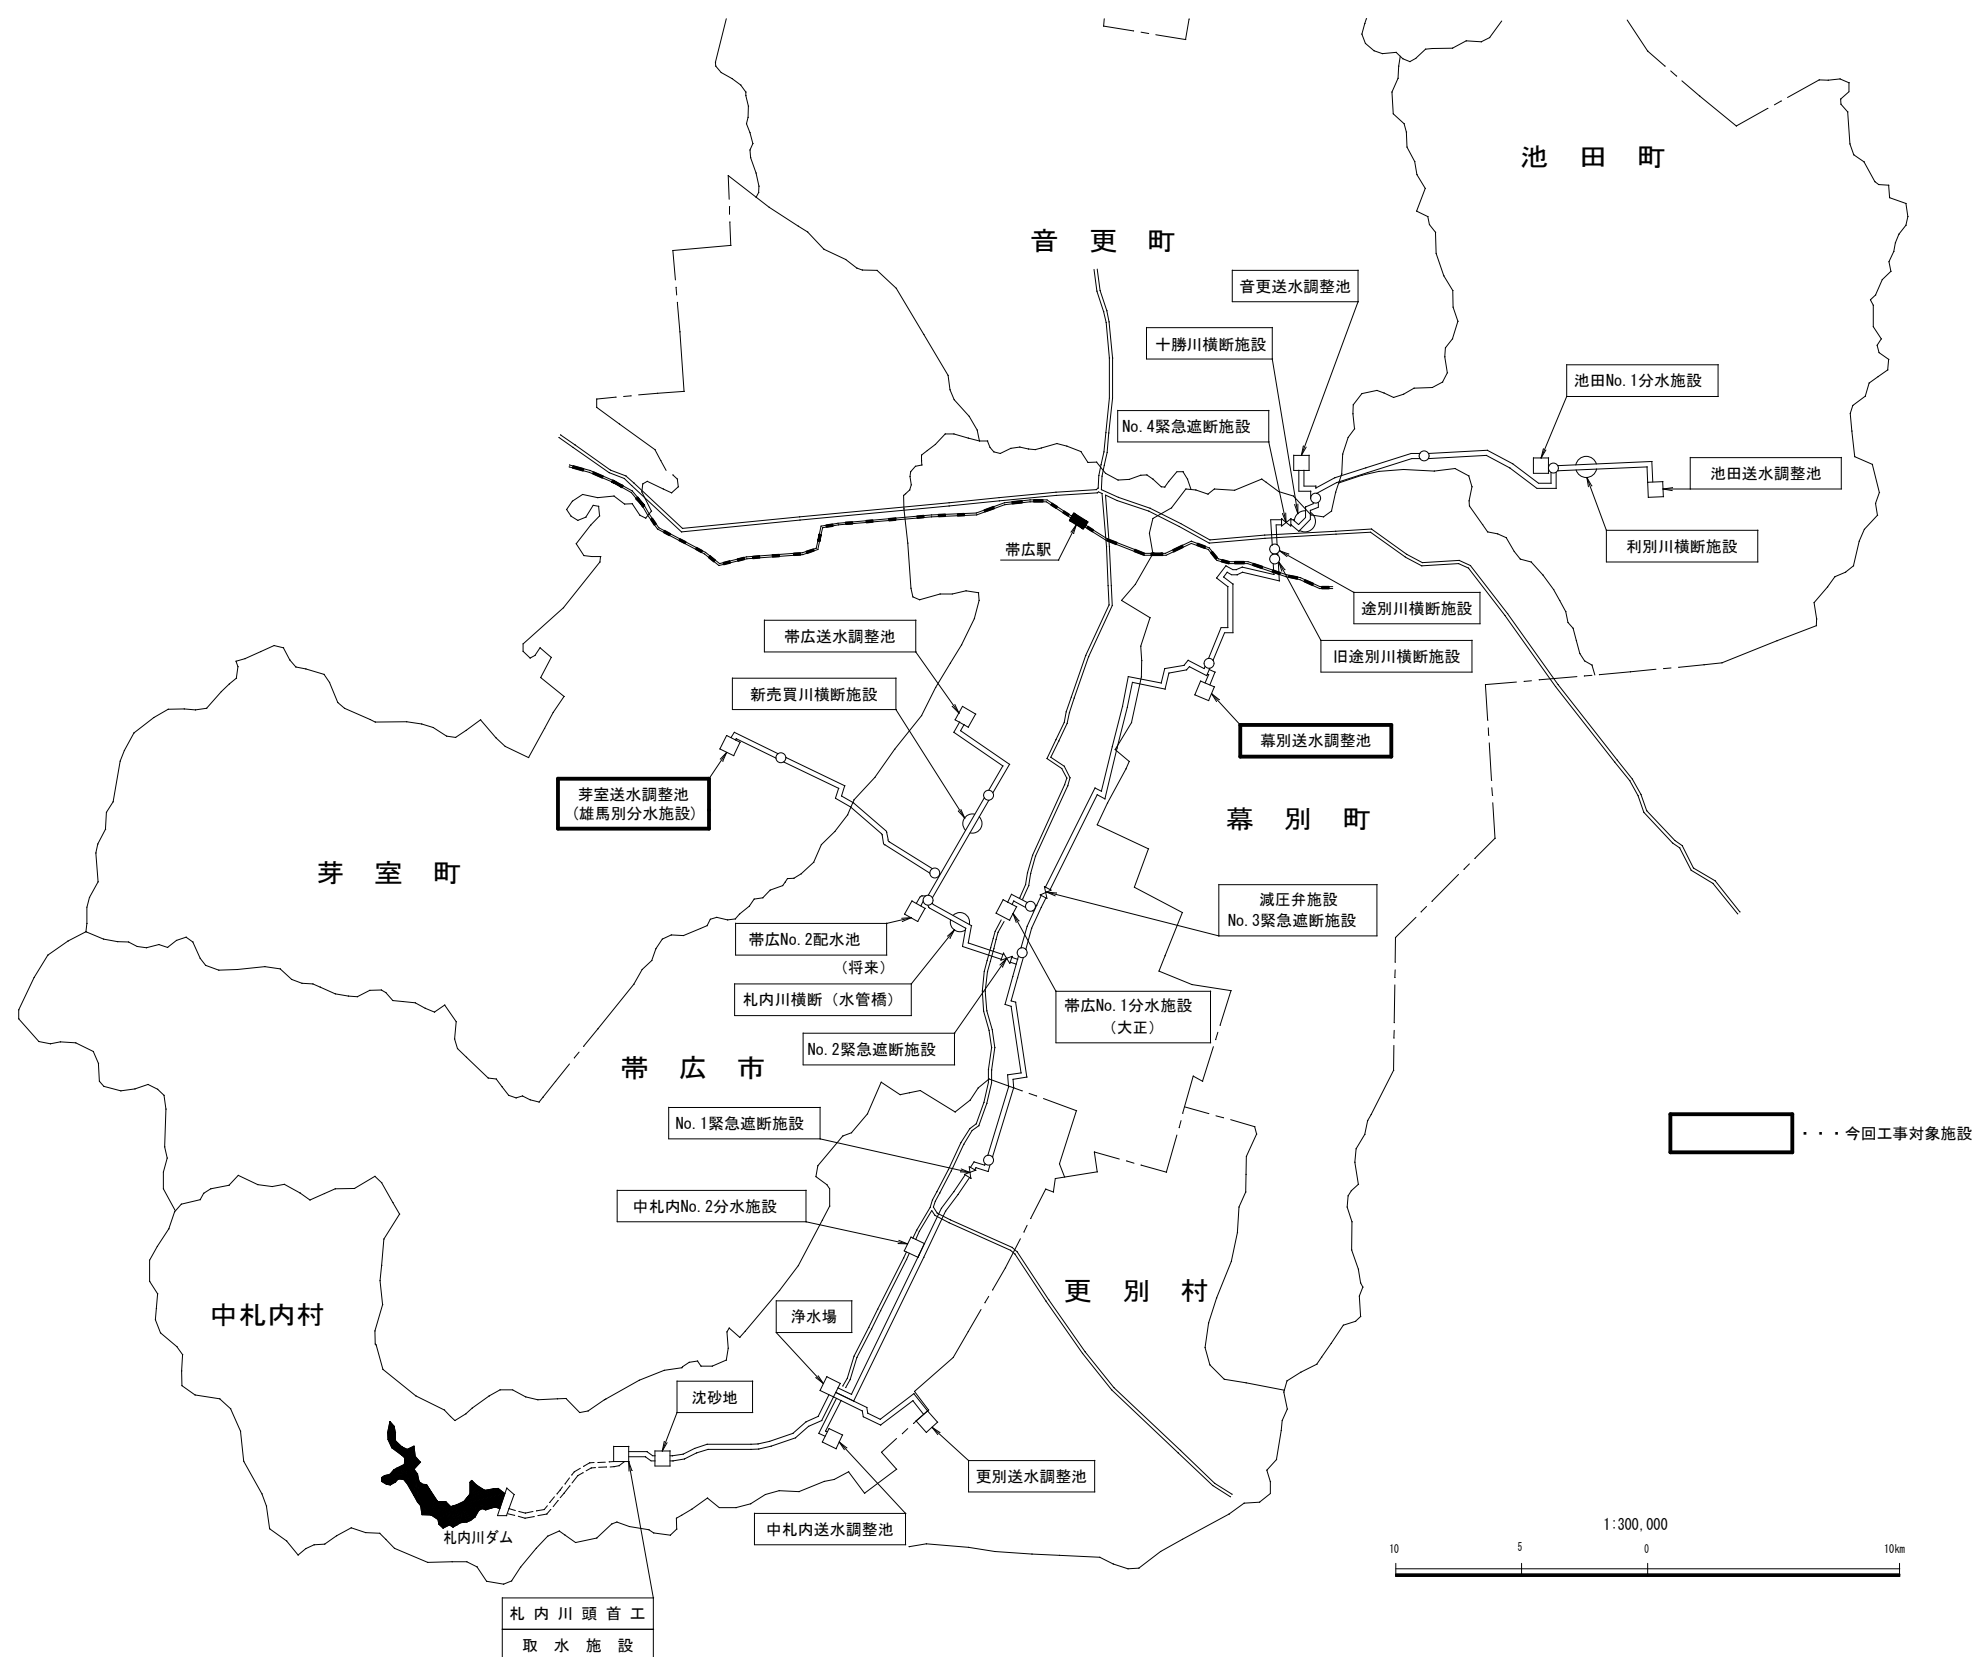 池田町
音更町
音更送水調整池
十勝川横断施設
池田No.1分水施設
No.4緊急遮断施設
池田送水調整池
利別川横断施設
帯広駅
途別川横断施設
帯広送水調整池
旧途別川横断施設
新売買川横断施設
幕別送水調整池
芽室送水調整池
(雄馬別分水施設)
幕別町
芽室町
減圧弁施設
No.3緊急遮断施設
帯広No.2配水池
(将来)
札内川横断（水管橋）
帯広No.1分水施設
（大正）
No.2緊急遮断施設
帯広市
No.1緊急遮断施設
・・・今回工事対象施設
中札内No.2分水施設
更別村
中札内村
浄水場
沈砂地
更別送水調整池
中札内送水調整池
札内川ダム
1:300,000
10 5 0 10km
札内川頭首工
取水施設